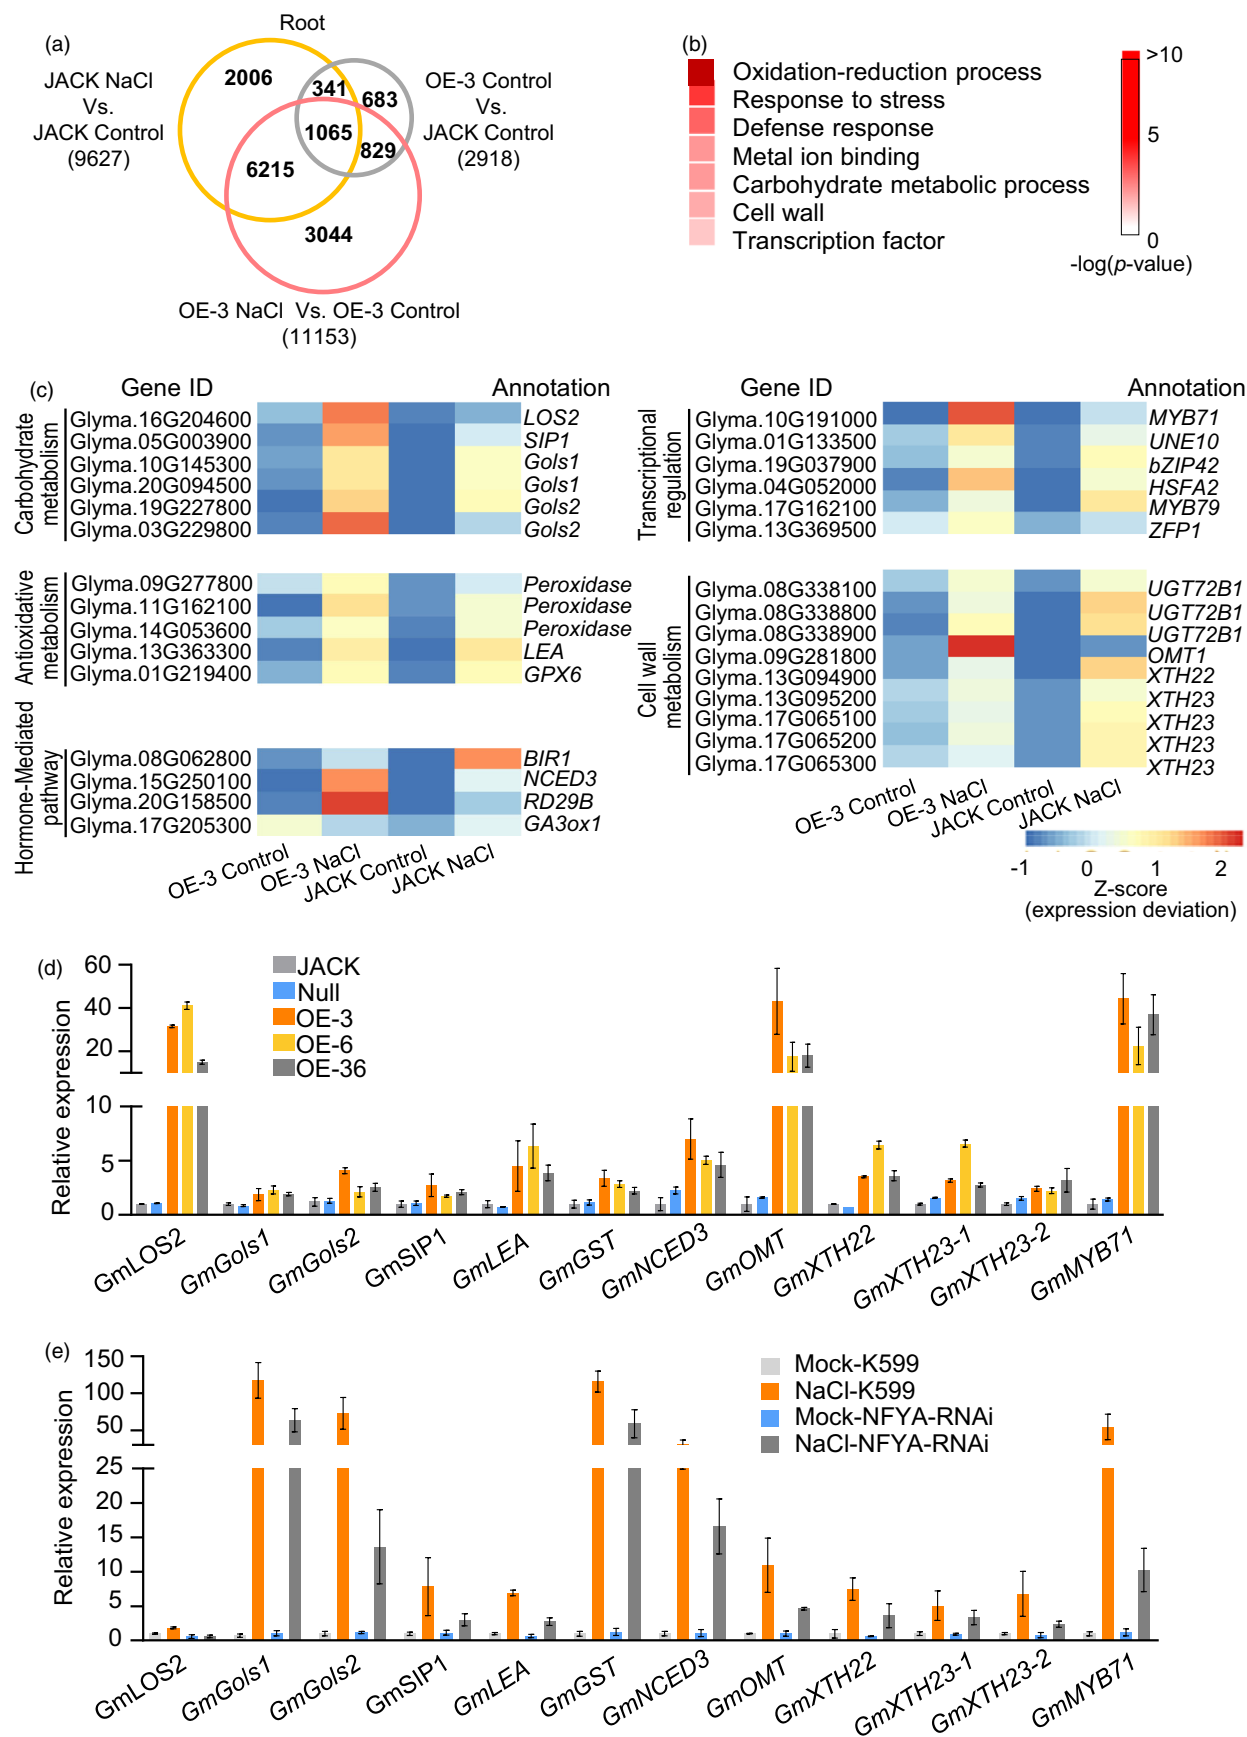 (a)
Root
JACK NaCl
Vs.
JACK Control
(9627)
OE-3 Control
Vs.
JACK Control
(2918)
2006
341
683
1065
829
6215
3044
OE-3 NaCl Vs. OE-3 Control
(11153)
(b)
Oxidation-reduction process
Response to stress
Defense response
Metal ion binding
Carbohydrate metabolic process
Cell wall
Transcription factor
>10
5
0
-log(p-value)
(c)
Gene ID
Annotation
Carbohydrate
metabolism
Glyma.16G204600 LOS2
Glyma.05G003900 SIP1
Glyma.10G145300 Gols1
Glyma.20G094500 Gols1
Glyma.19G227800 Gols2
Glyma.03G229800 Gols2
Antioxidative
metabolism
Glyma.09G277800 Peroxidase
Glyma.11G162100 Peroxidase
Glyma.14G053600 Peroxidase
Glyma.13G363300 LEA
Glyma.01G219400 GPX6
Hormone-Mediated
pathway
Glyma.08G062800 BIR1
Glyma.15G250100 NCED3
Glyma.20G158500 RD29B
Glyma.17G205300 GA3ox1
OE-3 Control
OE-3 NaCl
JACK Control
JACK NaCl
Gene ID
Annotation
Transcriptional
regulation
Glyma.10G191000 MYB71
Glyma.01G133500 UNE10
Glyma.19G037900 bZIP42
Glyma.04G052000 HSFA2
Glyma.17G162100 MYB79
Glyma.13G369500 ZFP1
Cell wall
metabolism
Glyma.08G338100 UGT72B1
Glyma.08G338800 UGT72B1
Glyma.08G338900 UGT72B1
Glyma.09G281800 OMT1
Glyma.13G094900 XTH22
Glyma.13G095200 XTH23
Glyma.17G065100 XTH23
Glyma.17G065200 XTH23
Glyma.17G065300 XTH23
OE-3 Control
OE-3 NaCl
JACK Control
JACK NaCl
-1 0 1 2
Z-score
(expression deviation)
(d)
Relative expression
60
40
20
10
5
0
JACK
Null
OE-3
OE-6
OE-36
GmLOS2
GmGols1
GmGols2
GmSIP1
GmLEA
GmGST
GmNCED3
GmOMT
GmXTH22
GmXTH23-1
GmXTH23-2
GmMYB71
(e)
Relative expression
150
100
50
25
20
15
10
5
0
Mock-K599
NaCl-K599
Mock-NFYA-RNAi
NaCl-NFYA-RNAi
GmLOS2
GmGols1
GmGols2
GmSIP1
GmLEA
GmGST
GmNCED3
GmOMT
GmXTH22
GmXTH23-1
GmXTH23-2
GmMYB71